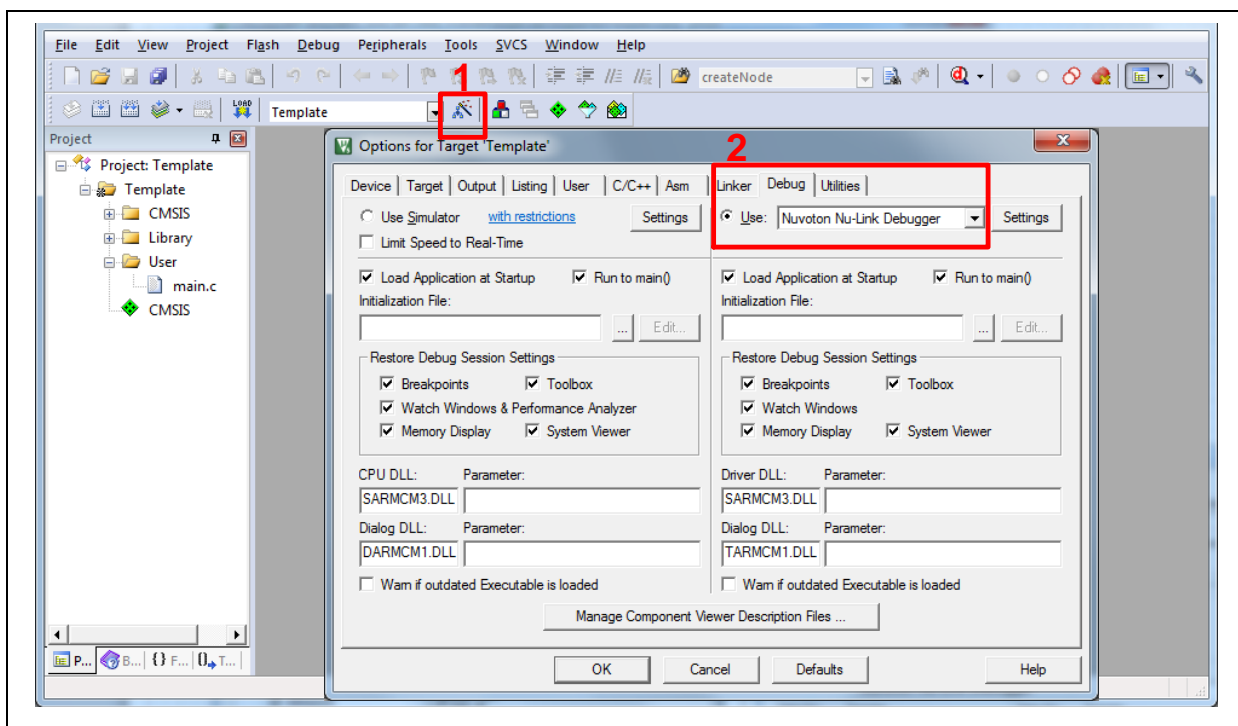 File Edit View Project Flash Debug Peripherals Tools SVCS Window Help
createNode
1
LOAD
Template
Project
Project: Template
Template
CMSIS
Library
User
main.c
CMSIS
P... B... {} F... 0 T...
Options for Target 'Template'
2
Device Target Output Listing User C/C++ Asm Linker Debug Utilities
Use Simulator with restrictions Settings Use: Nuvoton Nu-Link Debugger Settings
Limit Speed to Real-Time
Load Application at Startup Run to main() Load Application at Startup Run to main()
Initialization File: Initialization File:
... Edit... ... Edit...
Restore Debug Session Settings Restore Debug Session Settings
Breakpoints Toolbox Breakpoints Toolbox
Watch Windows & Performance Analyzer Watch Windows
Memory Display System Viewer Memory Display System Viewer
CPU DLL: Parameter: Driver DLL: Parameter:
SARMCM3.DLL SARMCM3.DLL
Dialog DLL: Parameter: Dialog DLL: Parameter:
DARMCM1.DLL TARMCM1.DLL
Warn if outdated Executable is loaded Warn if outdated Executable is loaded
Manage Component Viewer Description Files ...
OK Cancel Defaults Help